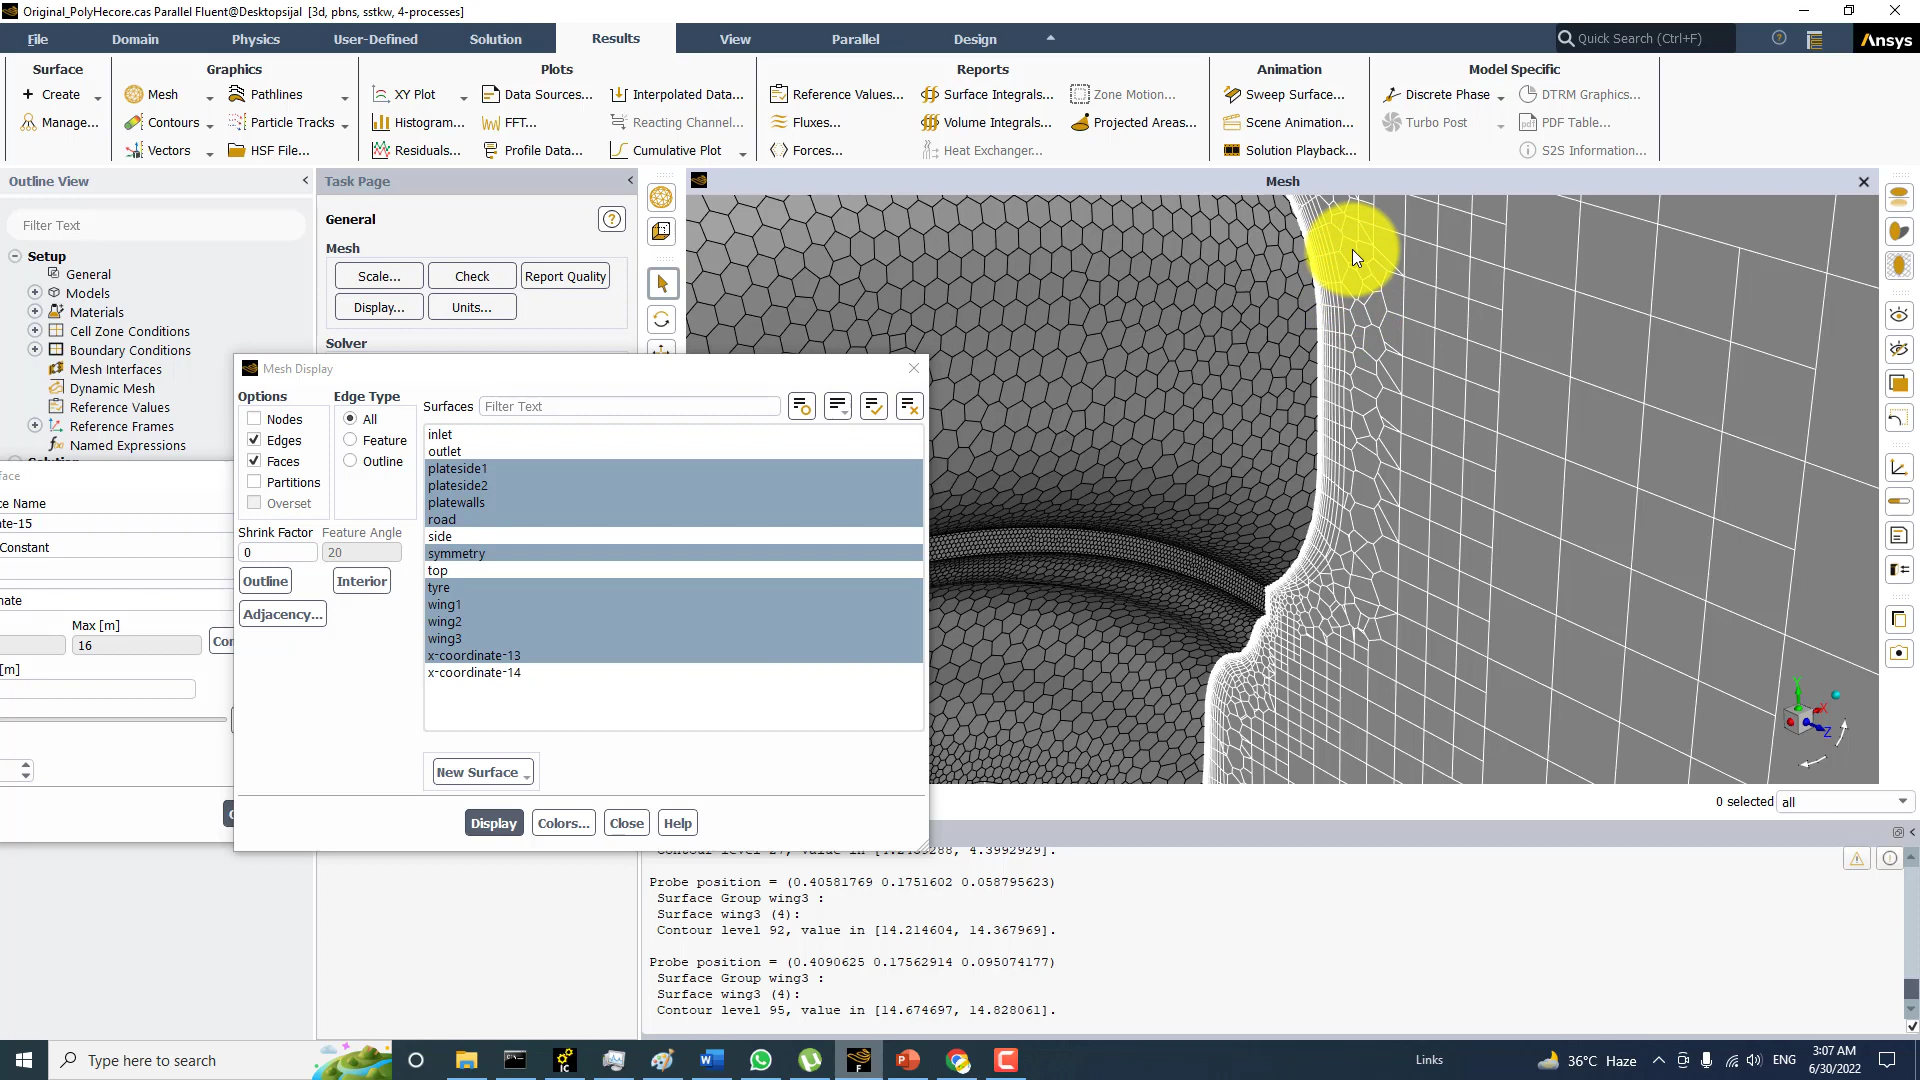 Original_PolyHecore.cas Parallel Fluent@Desktopsijal [3d, pbns, sstkw, 4-processes]
File Domain Physics User-Defined Solution Results View Parallel Design Quick Search (Ctrl+F) Ansys
Surface Graphics Plots Reports Animation Model Specific
+ Create Mesh Pathlines XY Plot Data Sources... Interpolated Data... Reference Values... Surface Integrals... Zone Motion... Sweep Surface... Discrete Phase DTRM Graphics...
Manage... Contours Particle Tracks Histogram... FFT... Reacting Channel... Fluxes... Volume Integrals... Projected Areas... Scene Animation... Turbo Post PDF Table...
Vectors HSF File... Residuals... Profile Data... Cumulative Plot Forces... Heat Exchanger... Solution Playback... S2S Information...
Outline View
Filter Text
Setup
General
Models
Materials
Cell Zone Conditions
Boundary Conditions
Mesh Interfaces
Dynamic Mesh
Reference Values
Reference Frames
fx Named Expressions
Task Page
General
Mesh
Scale... Check Report Quality
Display... Units...
Solver
face
ce Name
ate-15
Constant
nate
Max [m]
16
Con
[m]
Mesh Display
Options
Nodes
Edges
Faces
Partitions
Overset
Edge Type
All
Feature
Outline
Shrink Factor Feature Angle
0 20
Outline Interior
Adjacency...
Surfaces Filter Text
inlet
outlet
plateside1
plateside2
platewalls
road
side
symmetry
top
tyre
wing1
wing2
wing3
x-coordinate-13
x-coordinate-14
New Surface
Display Colors... Close Help
Mesh
Y
X
Z
0 selected all
Probe position = (0.40581769 0.1751602 0.058795623)
Surface Group wing3 :
Surface wing3 (4):
Contour level 92, value in [14.214604, 14.367969].
Probe position = (0.4090625 0.17562914 0.095074177)
Surface Group wing3 :
Surface wing3 (4):
Contour level 95, value in [14.674697, 14.828061].
Type here to search
Links
36°C Haze
ENG
3:07 AM
6/30/2022